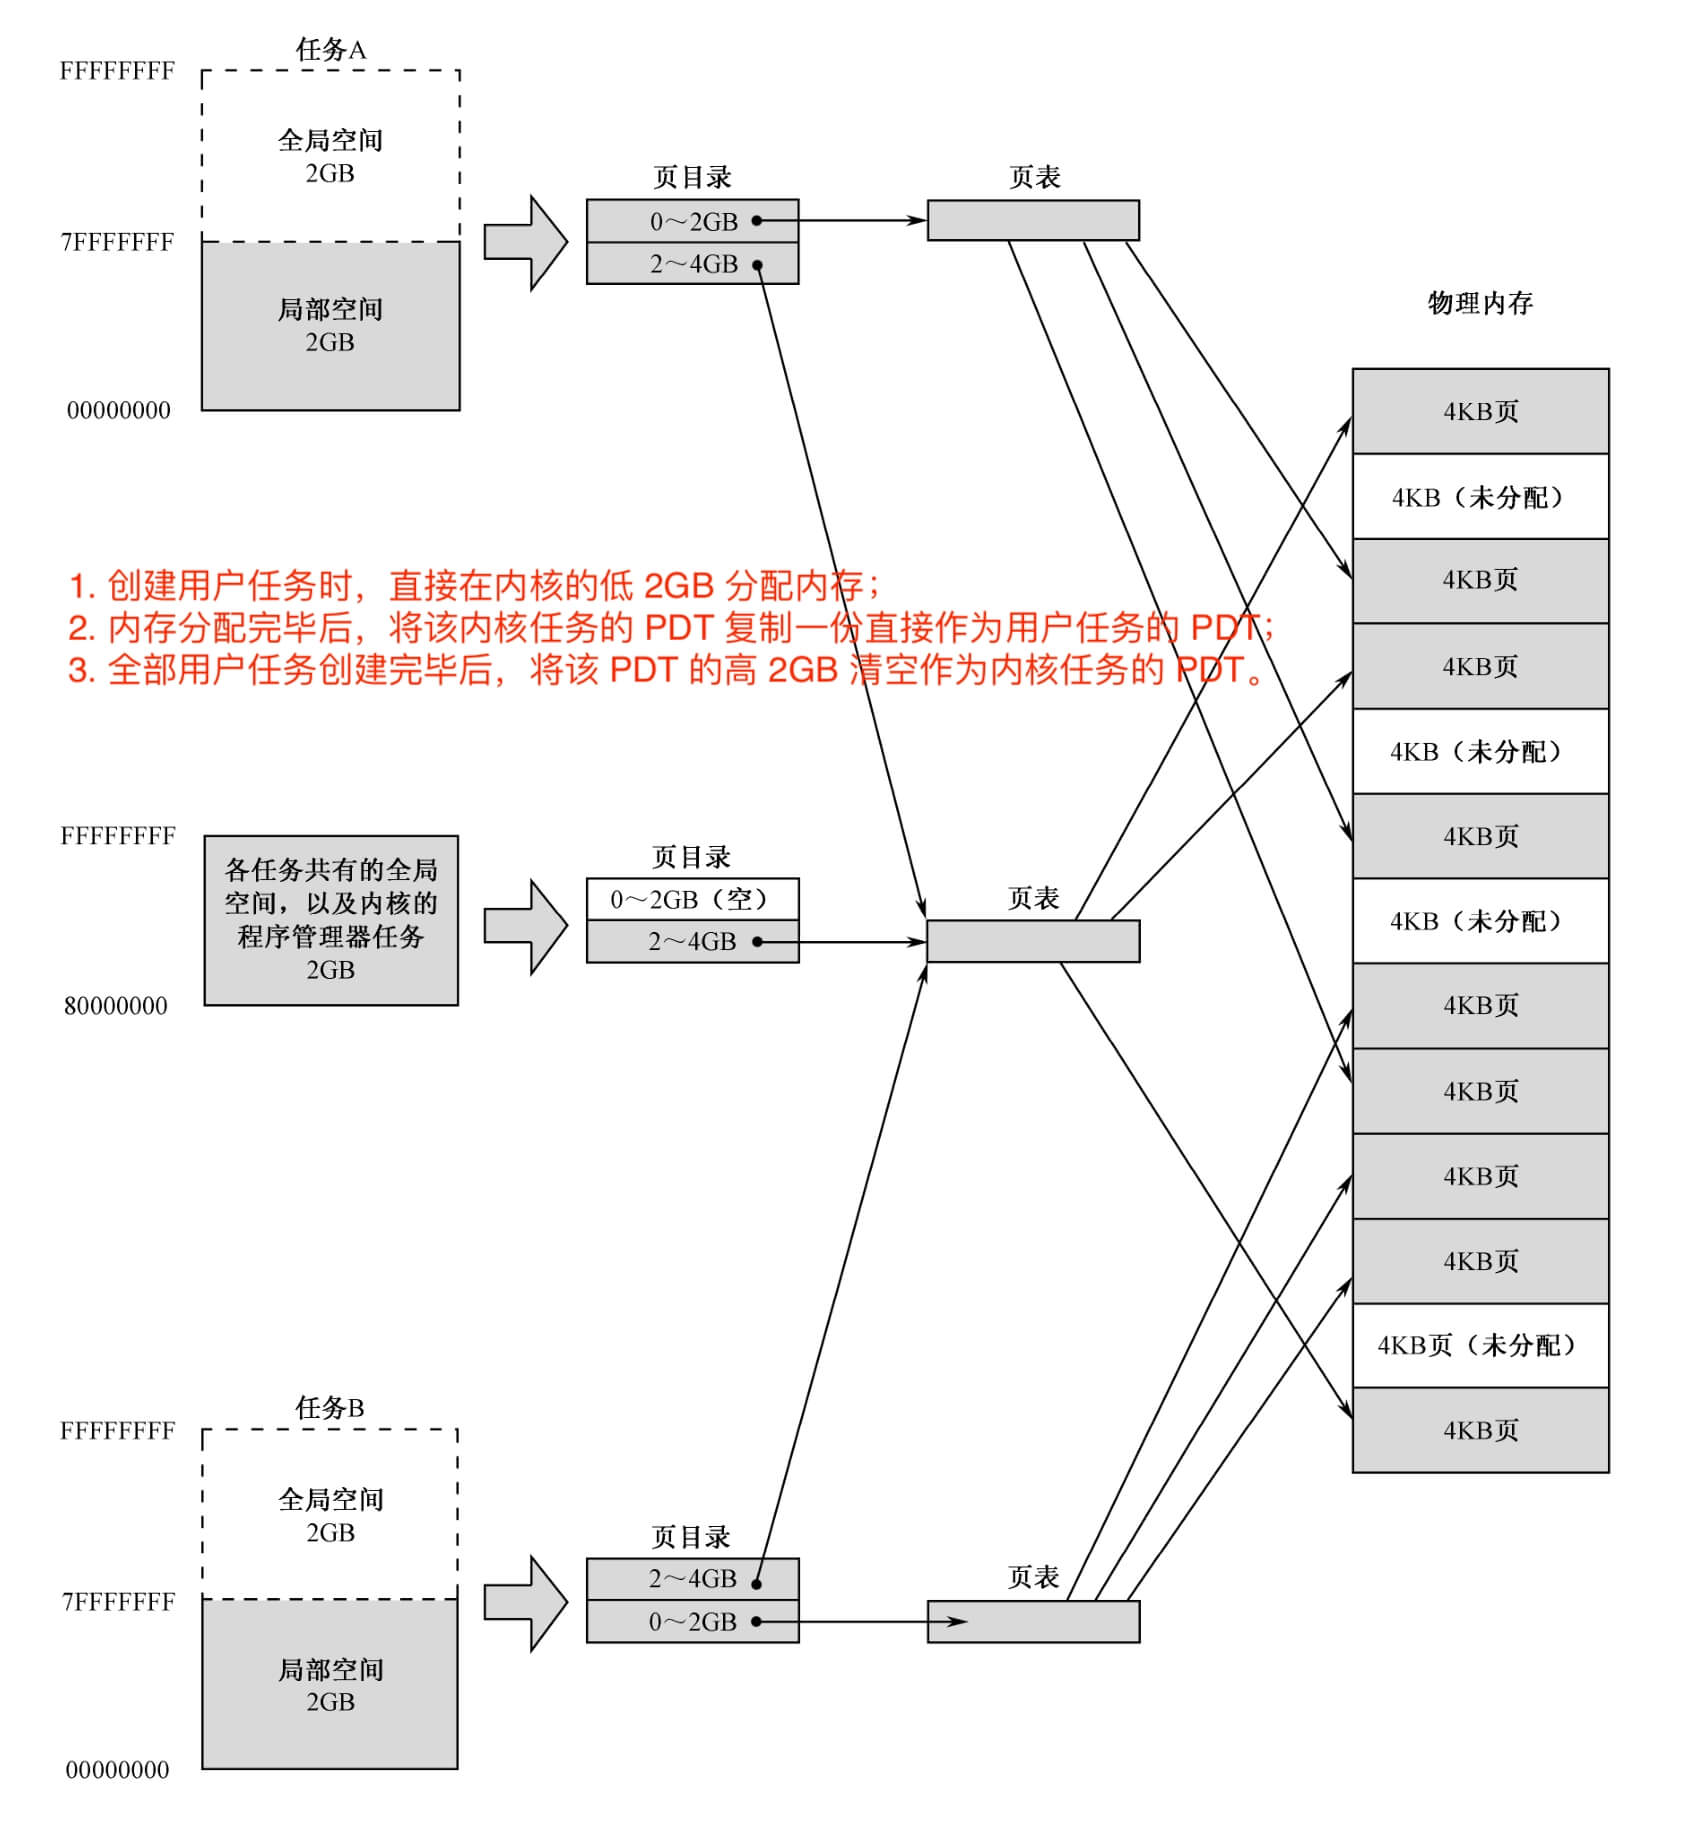 任务A
FFFFFFFF
全局空间
2GB
7FFFFFFF
局部空间
2GB
00000000
页目录
0～2GB
2～4GB
页表
物理内存
4KB页
4KB（未分配）
4KB页
4KB页
4KB（未分配）
4KB页
4KB（未分配）
4KB页
4KB页
4KB页
4KB页
4KB页（未分配）
4KB页
1. 创建用户任务时，直接在内核的低 2GB 分配内存；
2. 内存分配完毕后，将该内核任务的 PDT 复制一份直接作为用户任务的 PDT；
3. 全部用户任务创建完毕后，将该 PDT 的高 2GB 清空作为内核任务的 PDT。
FFFFFFFF
各任务共有的全局
空间，以及内核的
程序管理器任务
2GB
80000000
页目录
0～2GB（空）
2～4GB
页表
任务B
FFFFFFFF
全局空间
2GB
7FFFFFFF
局部空间
2GB
00000000
页目录
2～4GB
0～2GB
页表